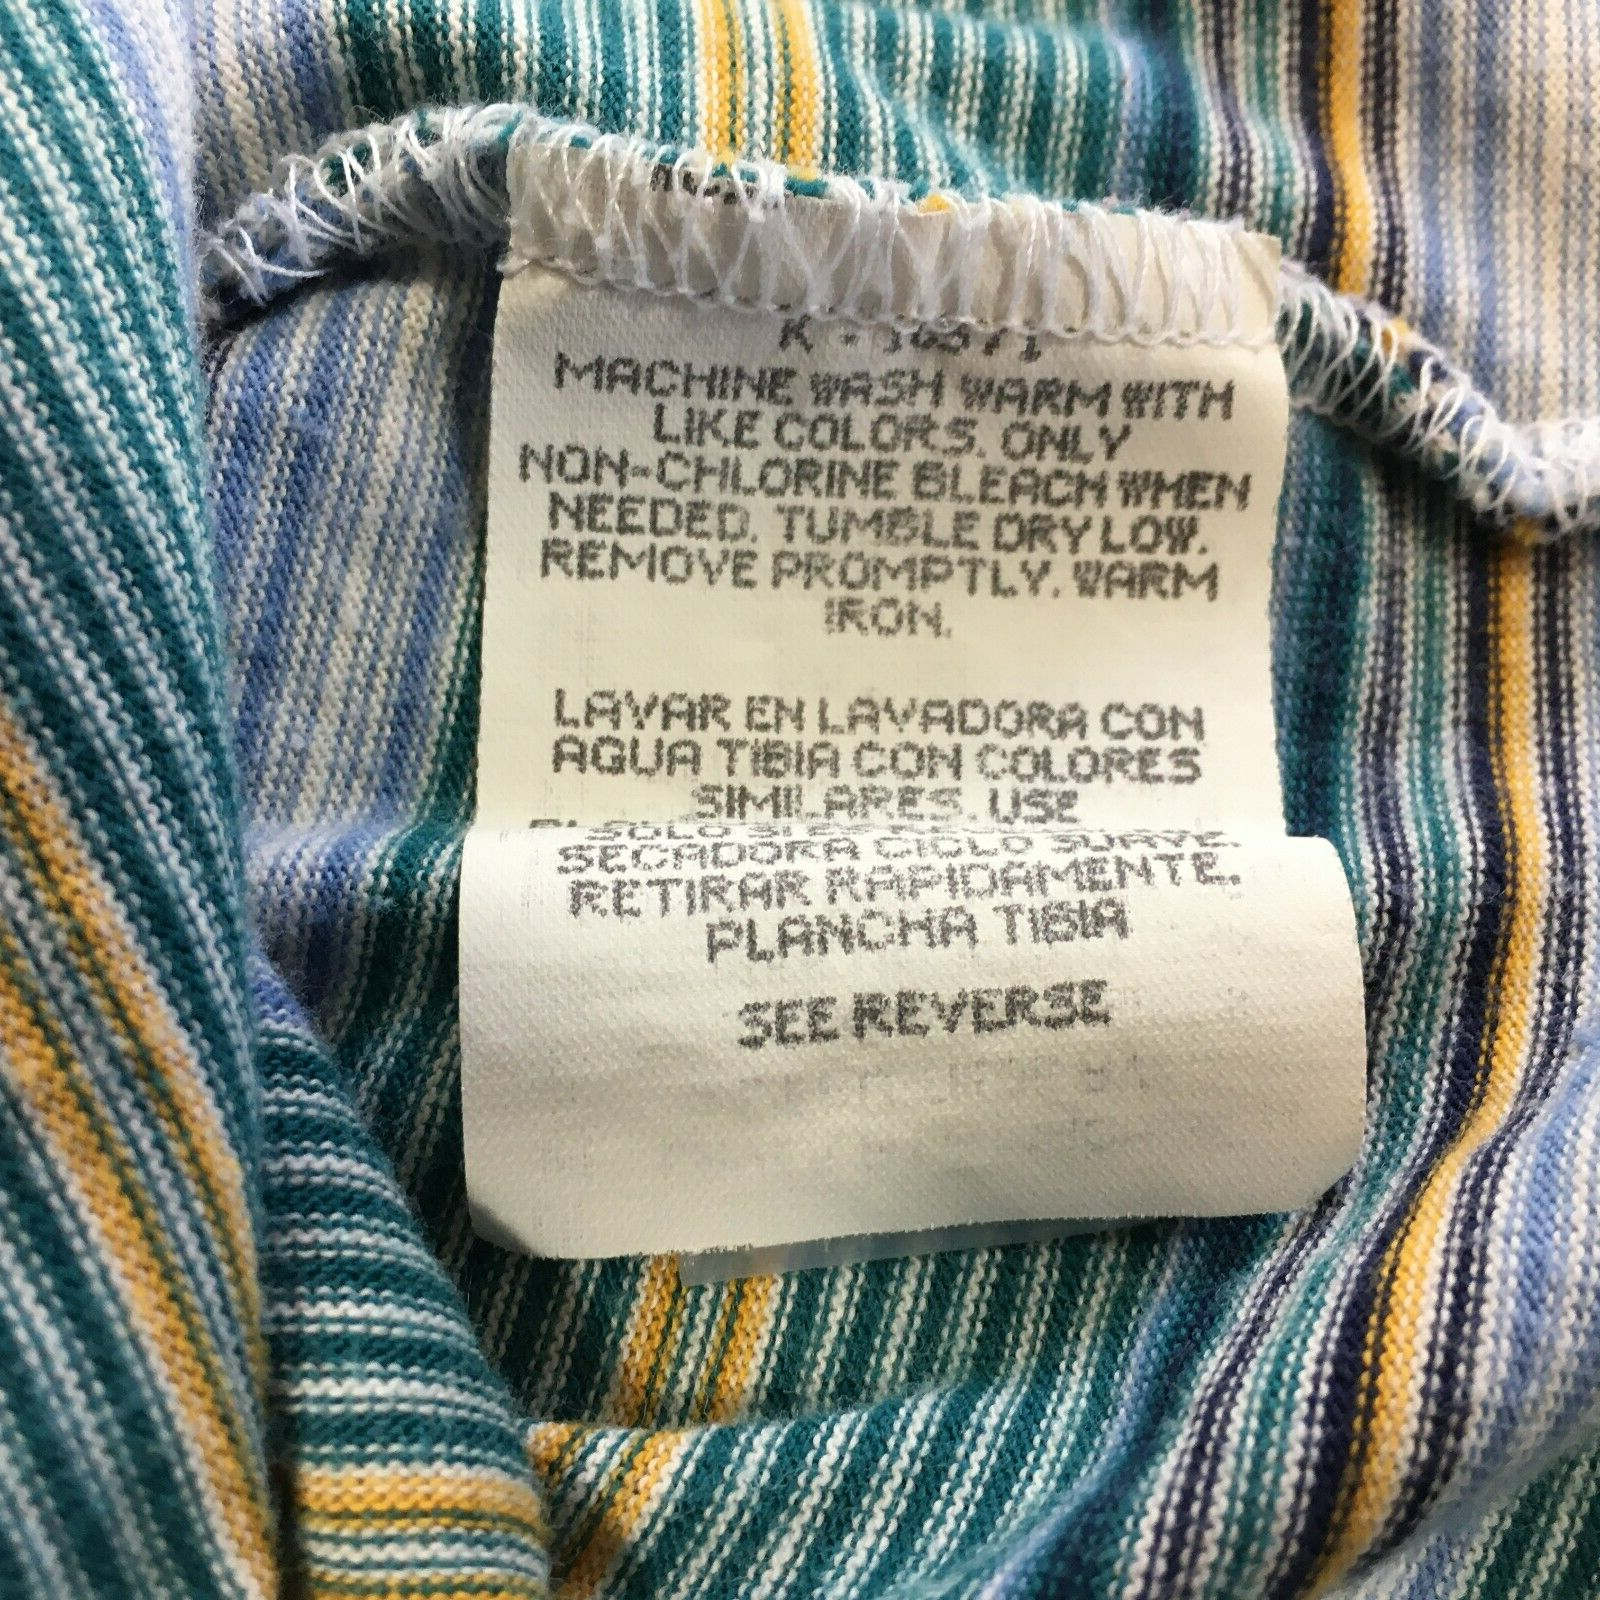 MACHINE WASH WARM WITH
LIKE COLORS. ONLY
NON-CHLORINE BLEACH WHEN
NEEDED. TUMBLE DRY LOW.
REMOVE PROMPTLY. WARM
IRON.
LAVAR EN LAVADORA CON
AGUA TIBIA CON COLORES
SIMILARES. USE
SOLO SI
SECADORA CICLO SUAVE.
RETIRAR RAPIDAMENTE.
PLANCHA TIBIA
SEE REVERSE